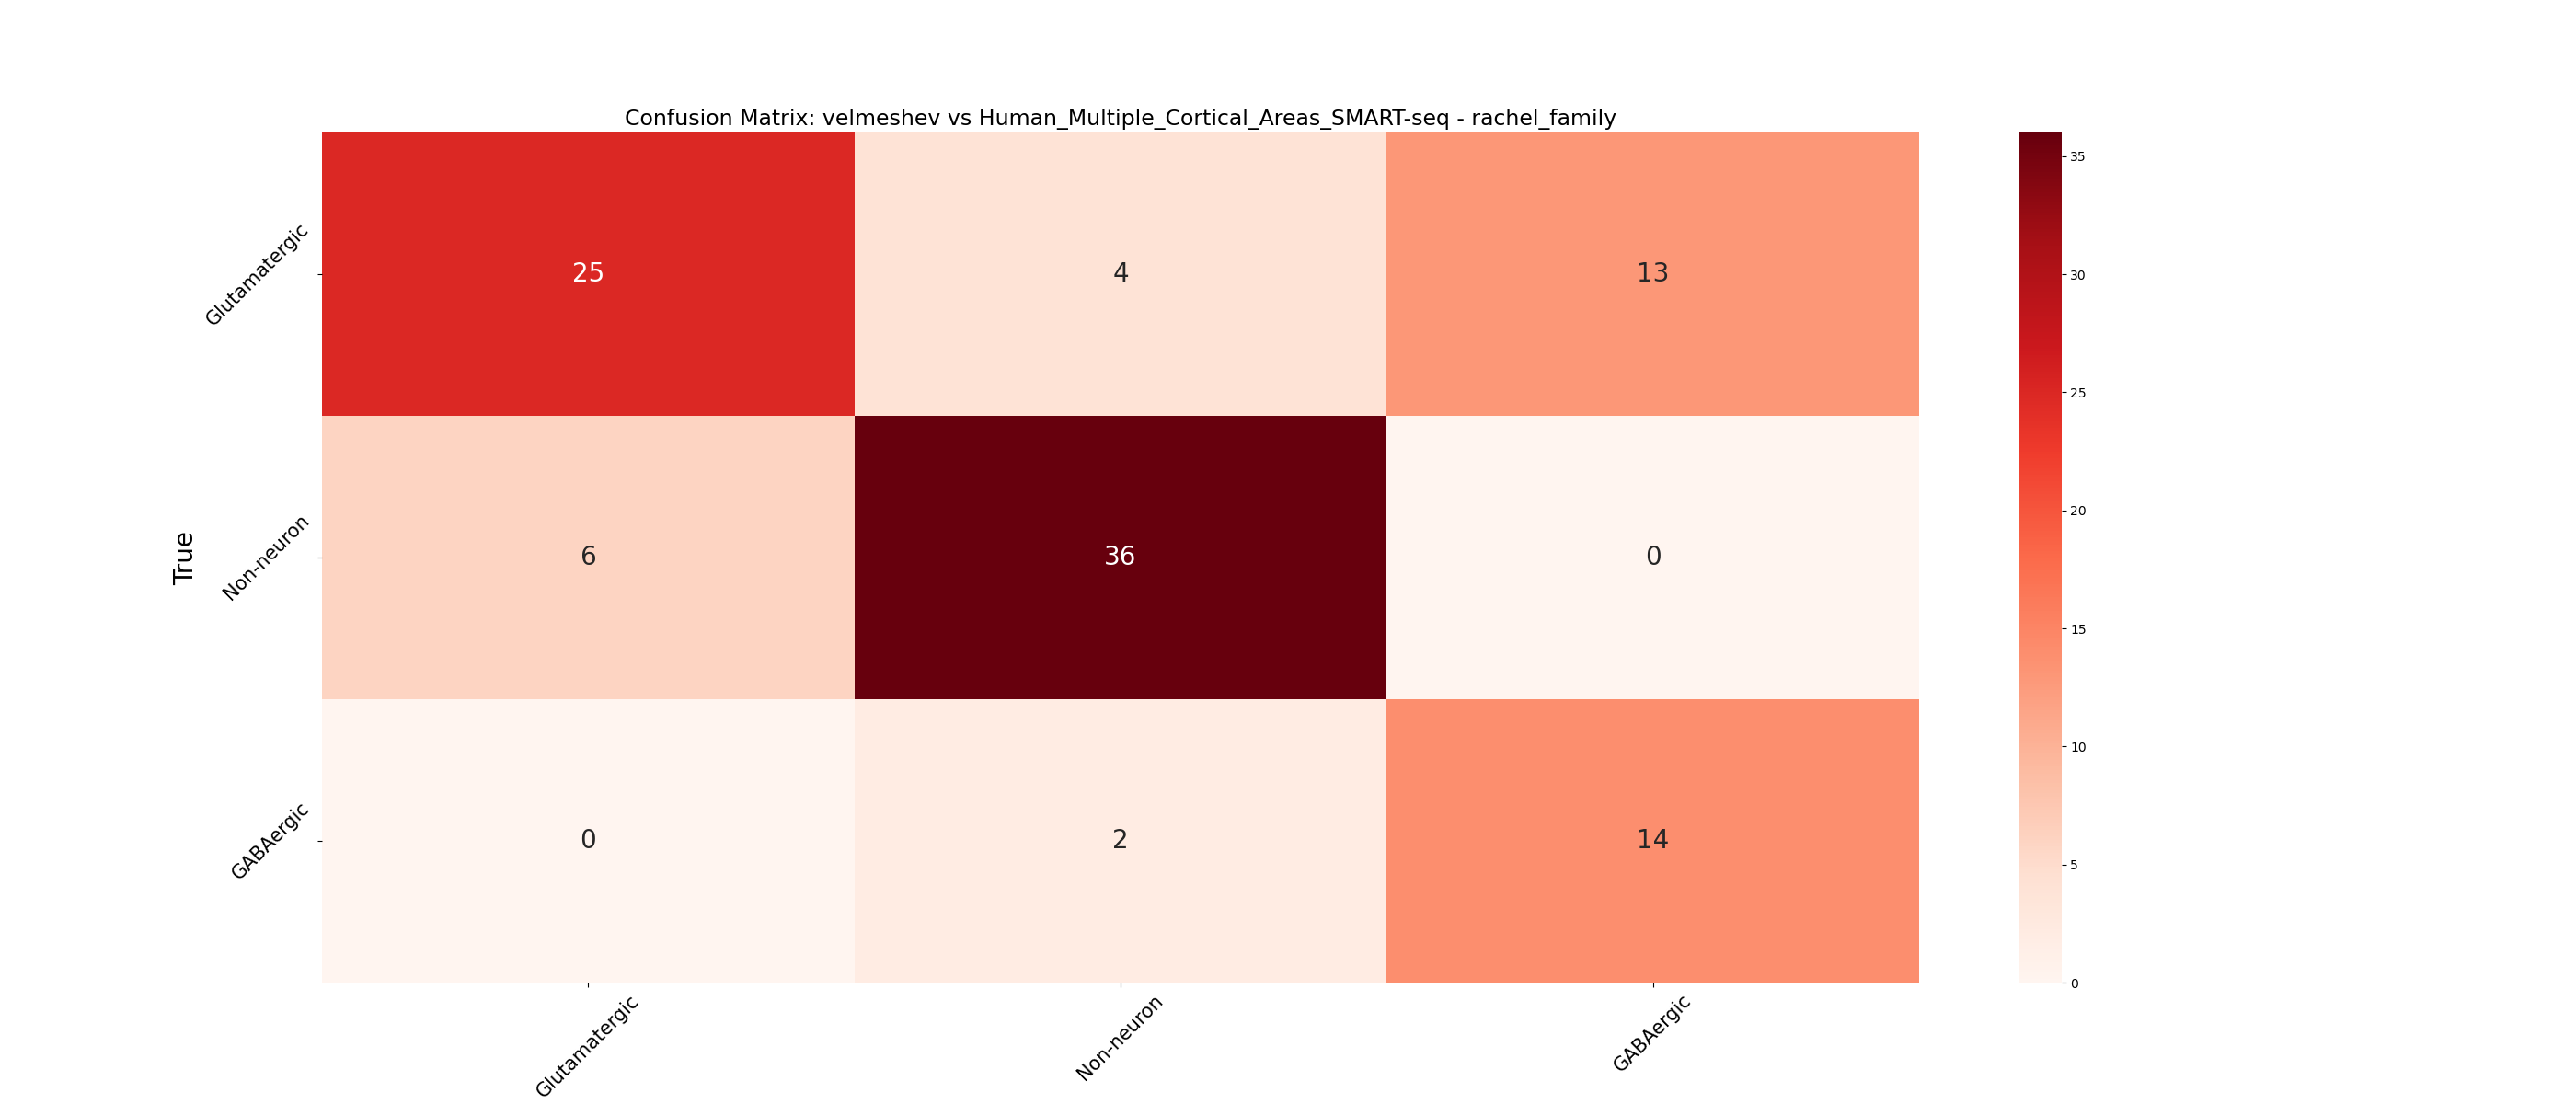 Confusion Matrix: velmeshev vs Human_Multiple_Cortical_Areas_SMART-seq - rachel_family
True
Glutamatergic
25
4
13
Non-neuron
6
36
0
GABAergic
0
2
14
Glutamatergic
Non-neuron
GABAergic
35
30
25
20
15
10
5
0